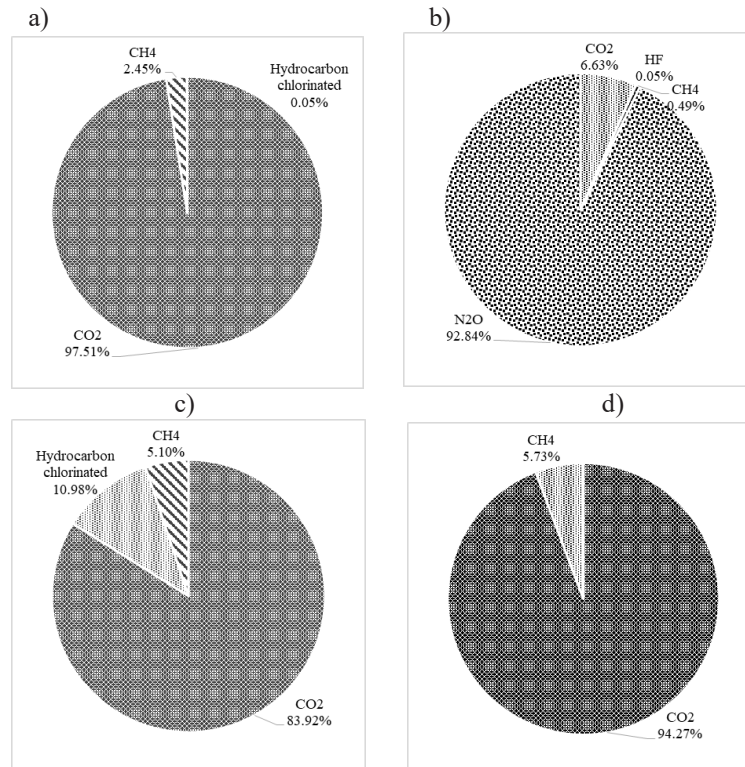 a)
CH4
2.45%
Hydrocarbon
chlorinated
0.05%
CO2
97.51%
b)
CO2
6.63%
HF
0.05%
CH4
0.49%
N2O
92.84%
c)
CH4
5.10%
Hydrocarbon
chlorinated
10.98%
CO2
83.92%
d)
CH4
5.73%
CO2
94.27%